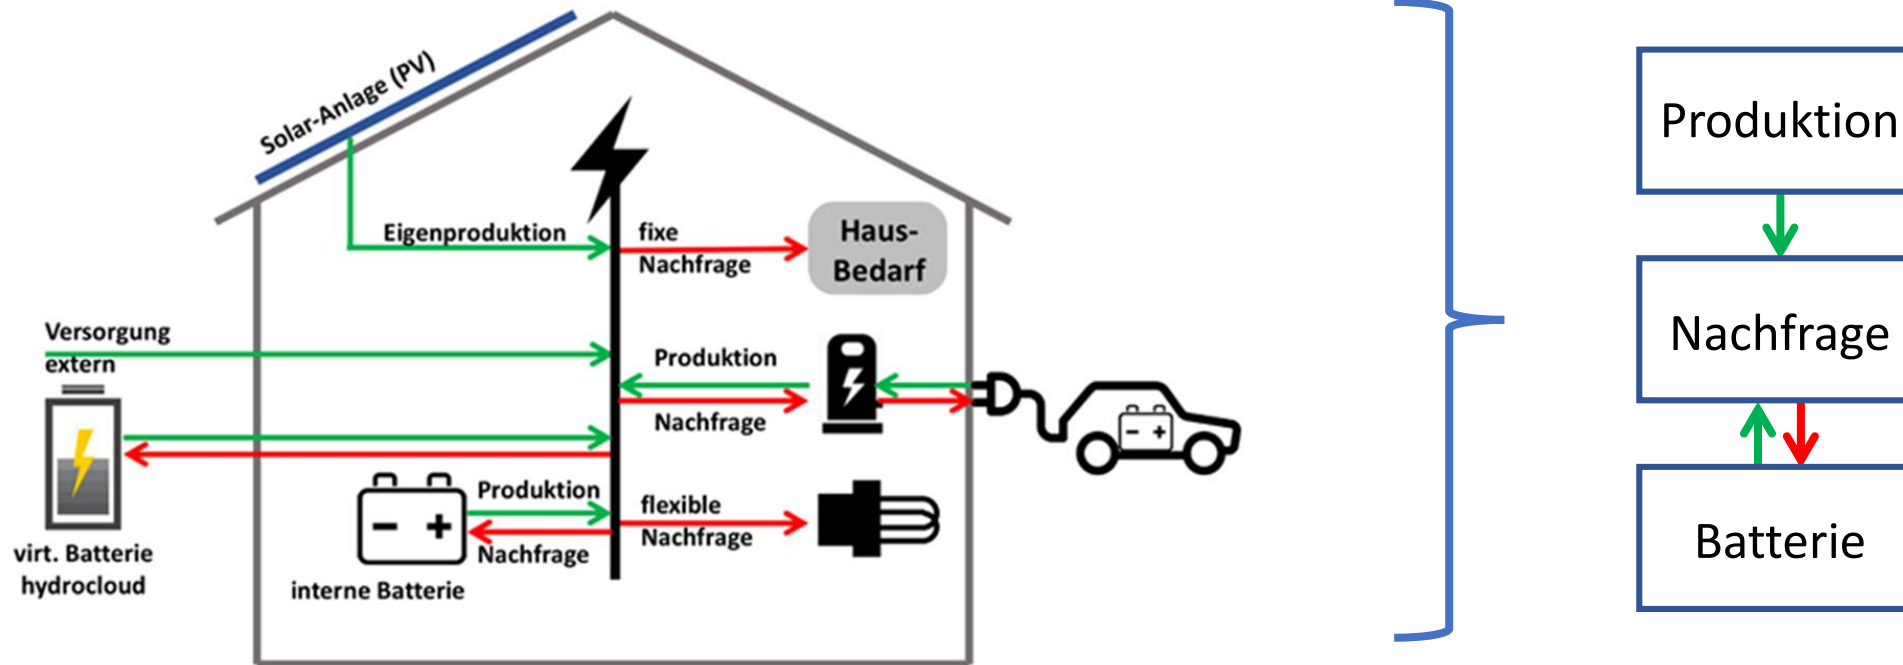 Solar-Anlage (PV)
Eigenproduktion
fixe
Nachfrage
Haus-
Bedarf
Versorgung
extern
Produktion
Nachfrage
virt. Batterie
hydrocloud
Produktion
Nachfrage
interne Batterie
flexible
Nachfrage
Produktion
Nachfrage
Batterie